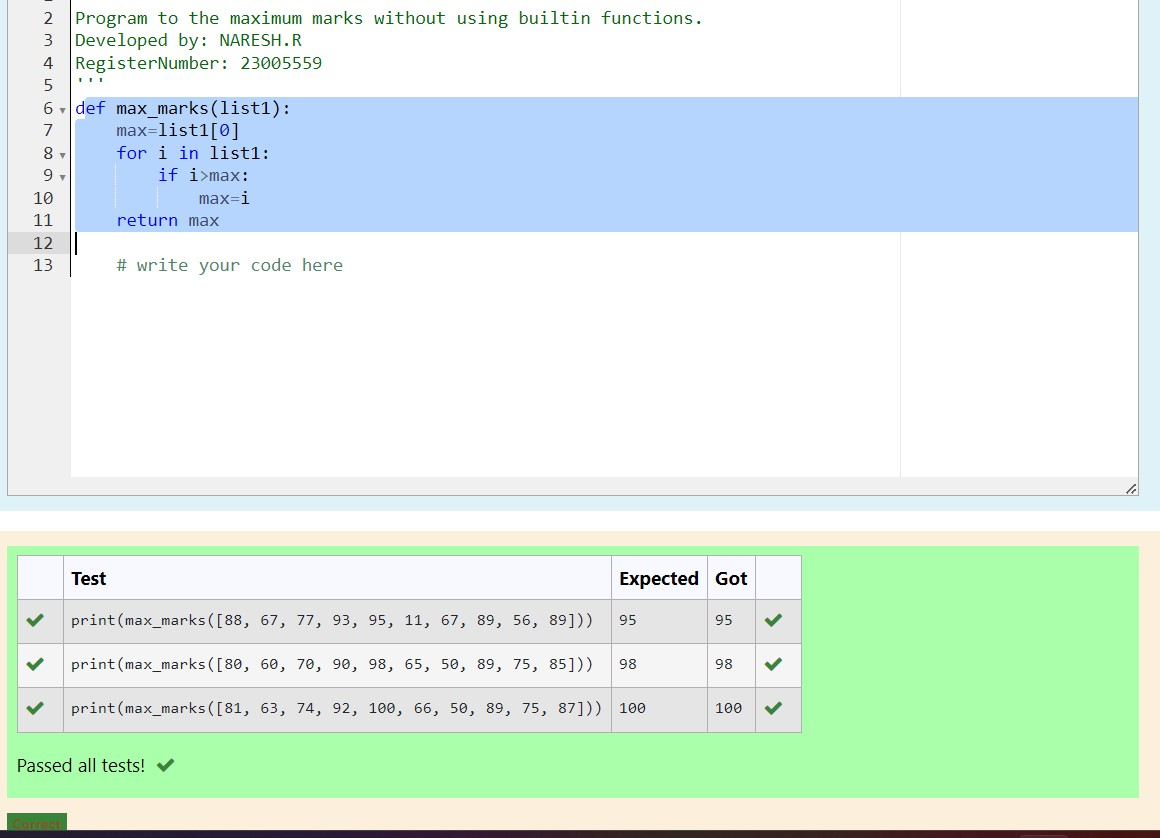 2 Program to the maximum marks without using builtin functions.
3 Developed by: NARESH.R
4 RegisterNumber: 23005559
5 '''
6 def max_marks(list1):
7     max=list1[0]
8     for i in list1:
9         if i>max:
10             max=i
11     return max
12
13     # write your code here
Test Expected Got
print(max_marks([88, 67, 77, 93, 95, 11, 67, 89, 56, 89])) 95 95
print(max_marks([80, 60, 70, 90, 98, 65, 50, 89, 75, 85])) 98 98
print(max_marks([81, 63, 74, 92, 100, 66, 50, 89, 75, 87])) 100 100
Passed all tests!
Correct